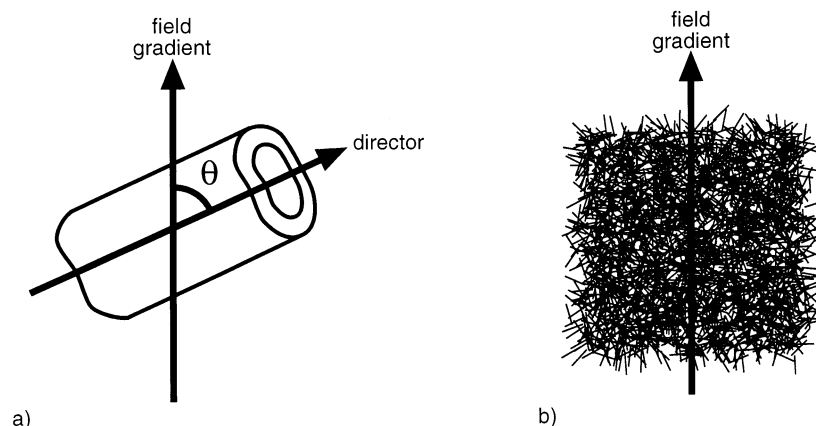 field
gradient
director
θ
a)
field
gradient
b)